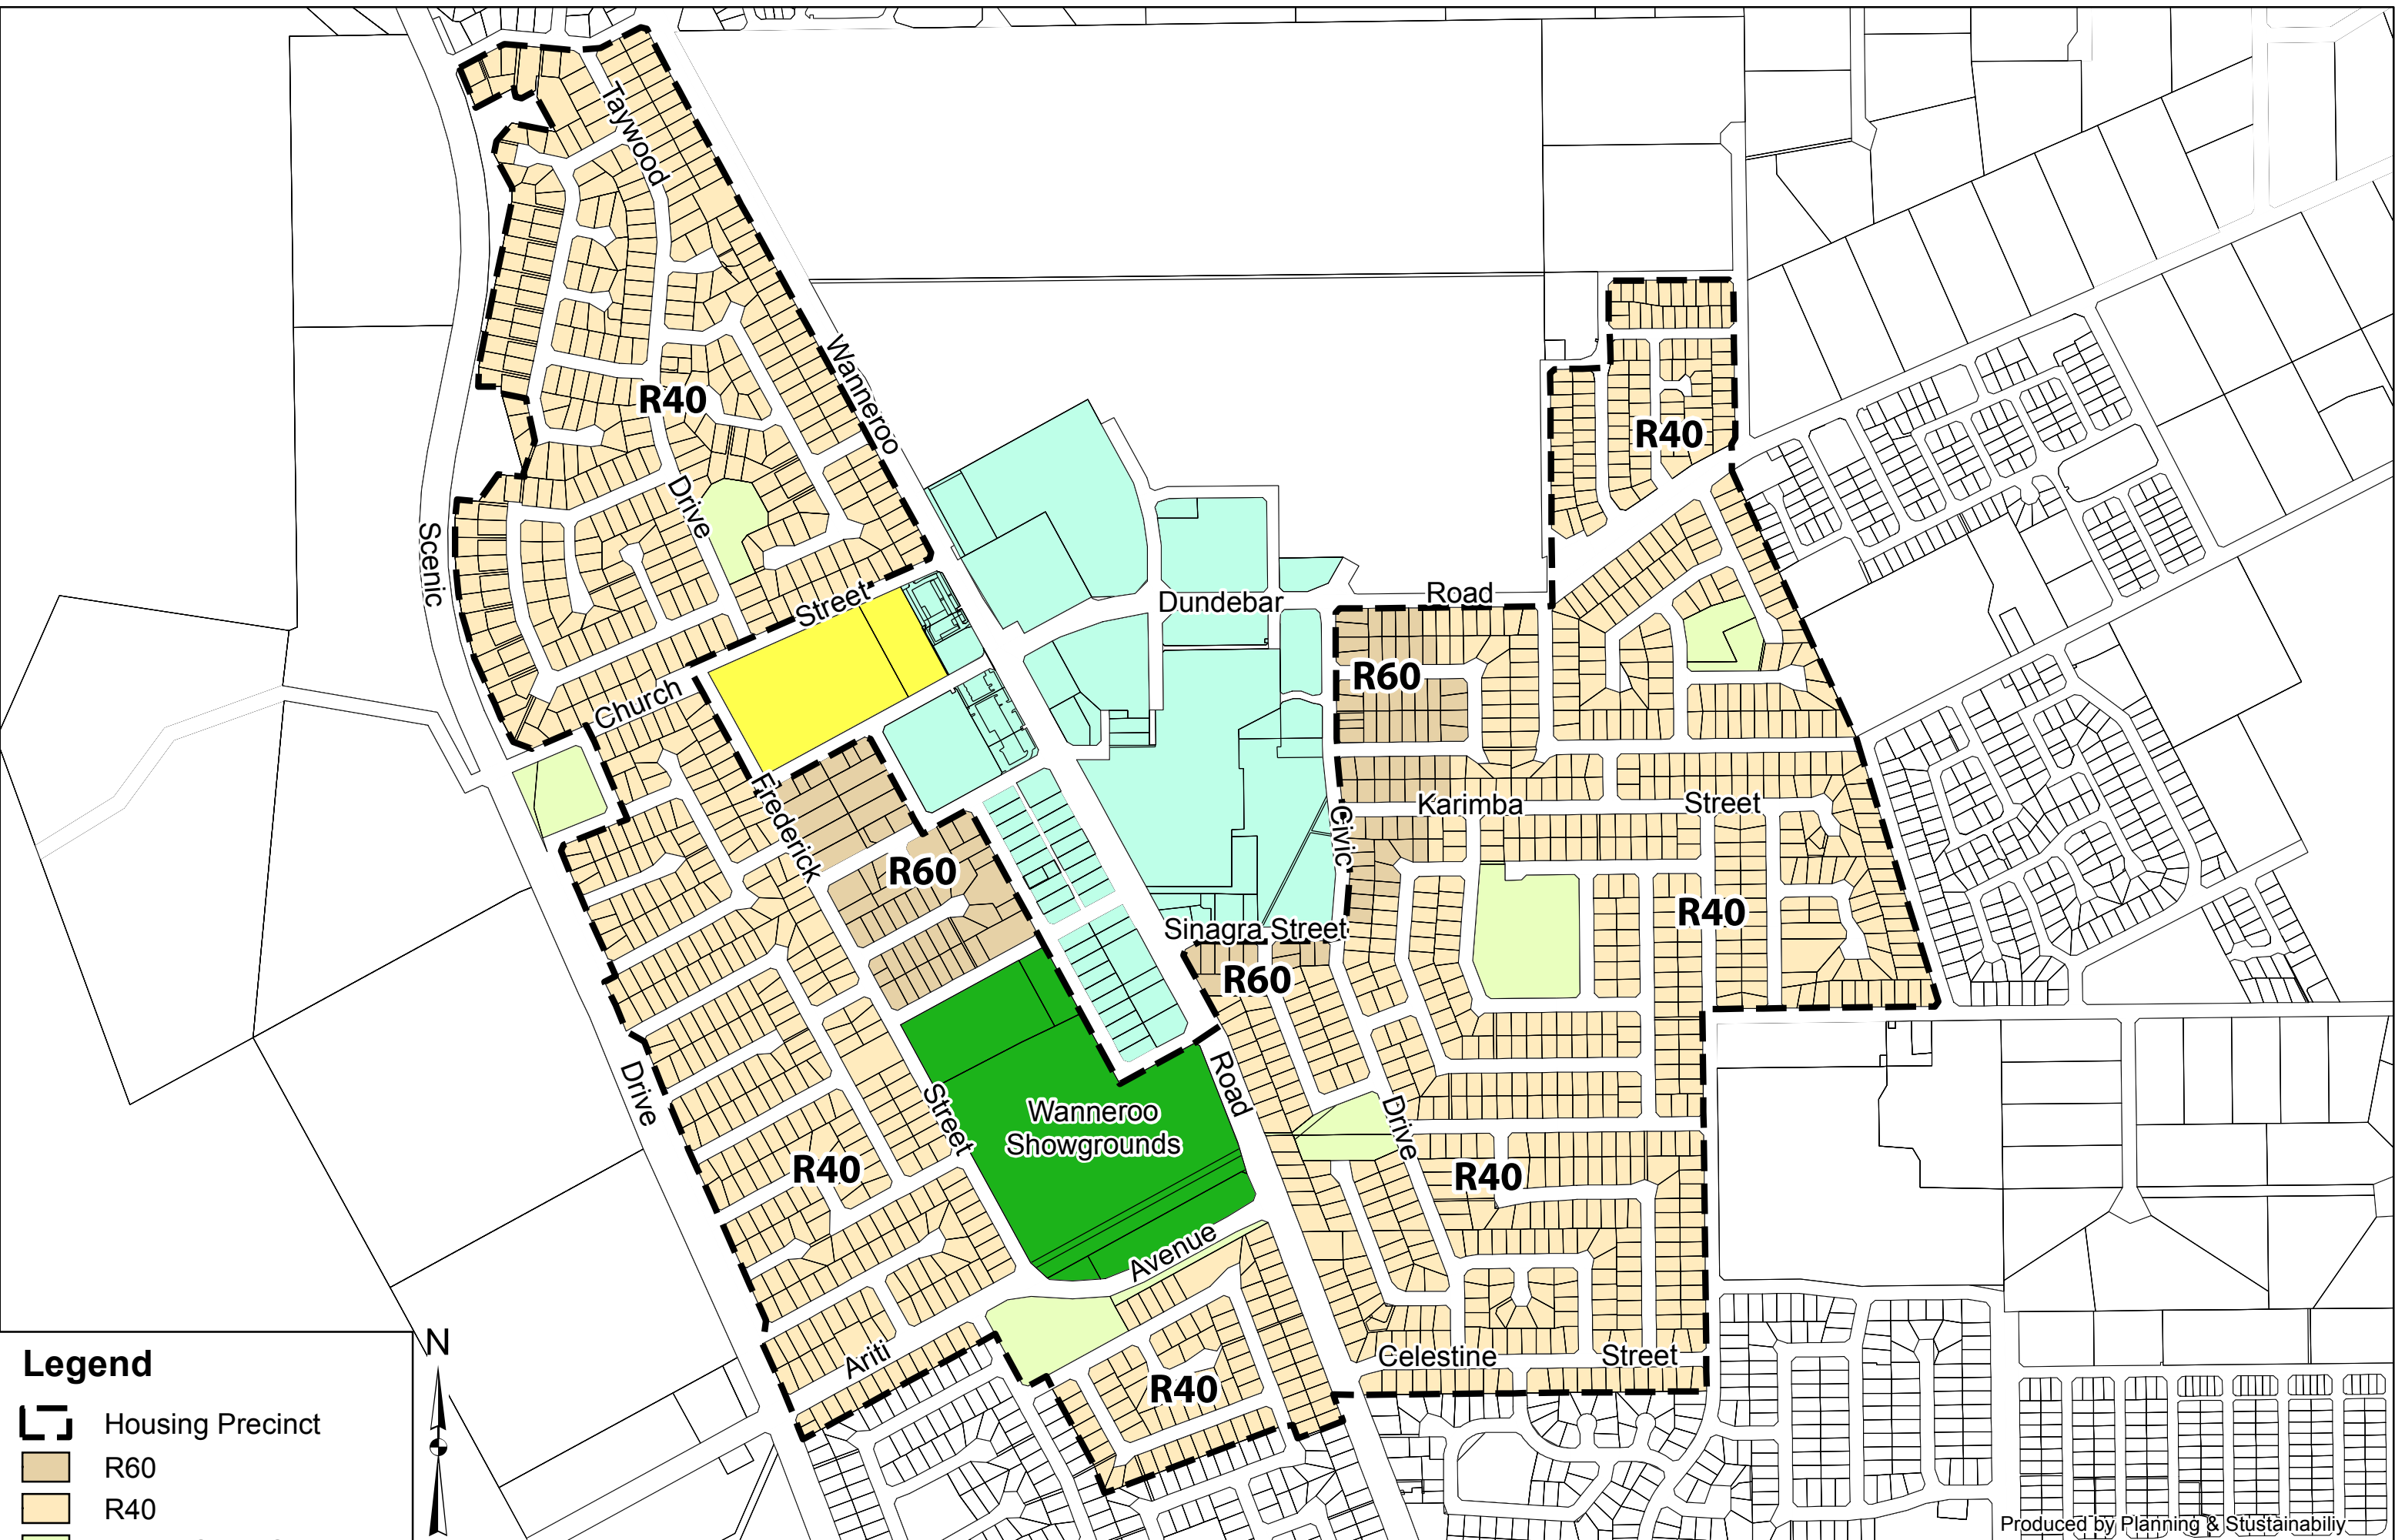 Taywood
Wanneroo
R40
R40
Drive
Scenic
Street
Dundebar
Road
Church
R60
Frederick
Karimba
Street
Civic
R60
R40
Sinagra Street
R60
Drive
Street
Road
Wanneroo
Showgrounds
Drive
R40
R40
Avenue
Ariti
Celestine
Street
R40
N
Legend
Housing Precinct
R60
R40
Produced by Planning & Stustainabiliy